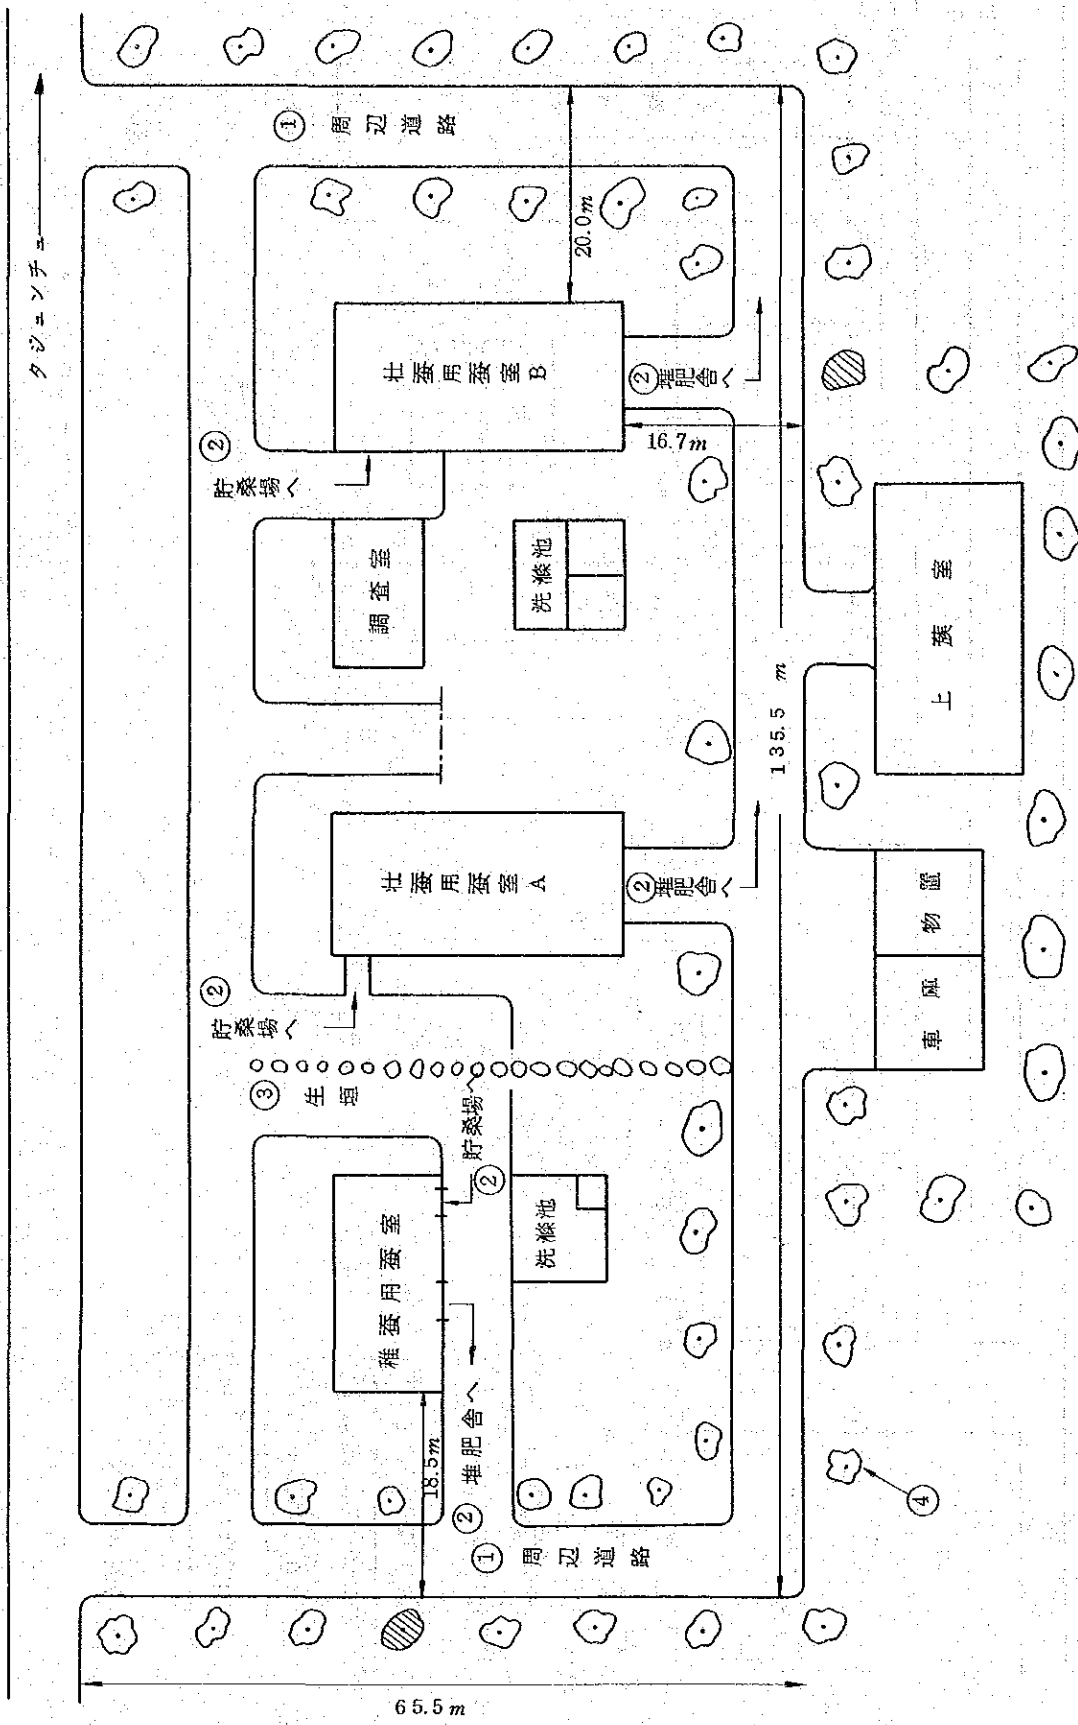 タジュンチュ
① 周辺道路
20.0m
壮蚕用蚕室B
② 堆肥舎へ
16.7m
②
貯桑場へ
調査室
洗滌池
135.5 m
上蔟室
壮蚕用蚕室A
② 堆肥舎へ
物置
車庫
②
貯桑場へ
③ 生垣
貯桑場へ
②
稚蚕用蚕室
洗滌池
18.5m
② 堆肥舎へ
① 周辺道路
④
65.5m